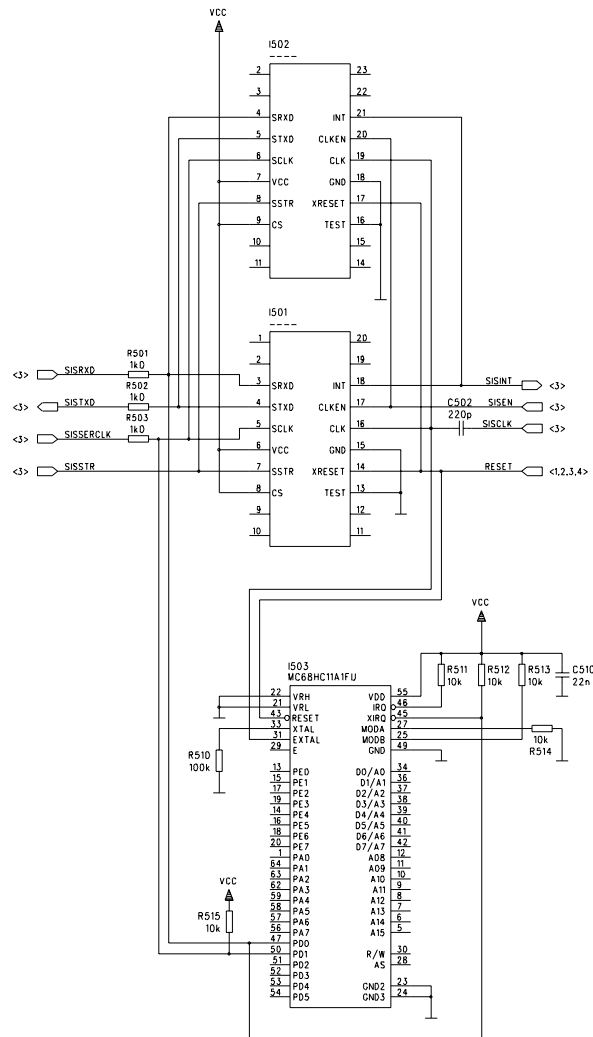 VCC
I502
2 23
3 22
4 SRXD INT 21
5 STXD CLKEN 20
6 SCLK CLK 19
7 VCC GND 18
8 SSTR XRESET 17
9 CS TEST 16
10 15
11 14
I501
1 20
2 19
<3> SISRXD R501 1k0 3 SRXD INT 18 SISINT <3>
<3> SISTXD R502 1k0 4 STXD CLKEN 17 SISEN <3>
C502 220p
<3> SISSERCLK R503 1k0 5 SCLK CLK 16 SISCLK <3>
6 VCC GND 15
<3> SISSTR 7 SSTR XRESET 14 RESET <1,2,3,4>
8 CS TEST 13
9 12
10 11
VCC
I503
MC68HC11A1FU
R511 10k
R512 10k
R513 10k
C510 22n
22 VRH VDD 55
21 VRL IRQ 46
43 RESET XIRQ 45
33 XTAL MODA 27
31 EXTAL MODB 25
29 E GND 49
R510 100k
10k R514
13 PE0 D0/A0 34
15 PE1 D1/A1 36
17 PE2 D2/A2 37
19 PE3 D3/A3 38
14 PE4 D4/A4 39
16 PE5 D5/A5 40
18 PE6 D6/A6 41
20 PE7 D7/A7 42
1 PA0 A08 12
64 PA1 A09 11
63 PA2 A10 10
62 PA3 A11 9
59 PA4 A12 8
58 PA5 A13 7
57 PA6 A14 6
56 PA7 A15 5
VCC
R515 10k
47 PD0
50 PD1 R/W 30
51 PD2 AS 28
52 PD3
53 PD4 GND2 23
54 PD5 GND3 24